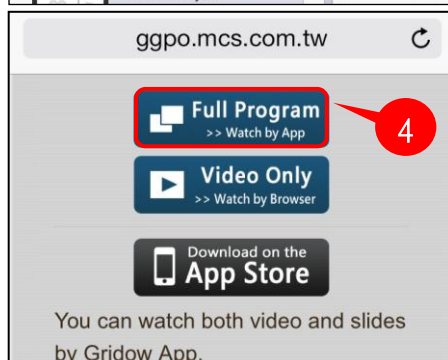 ggpo.mcs.com.tw
Full Program
>> Watch by App
4
Video Only
>> Watch by Browser
Download on the
App Store
You can watch both video and slides
by Gridow App.